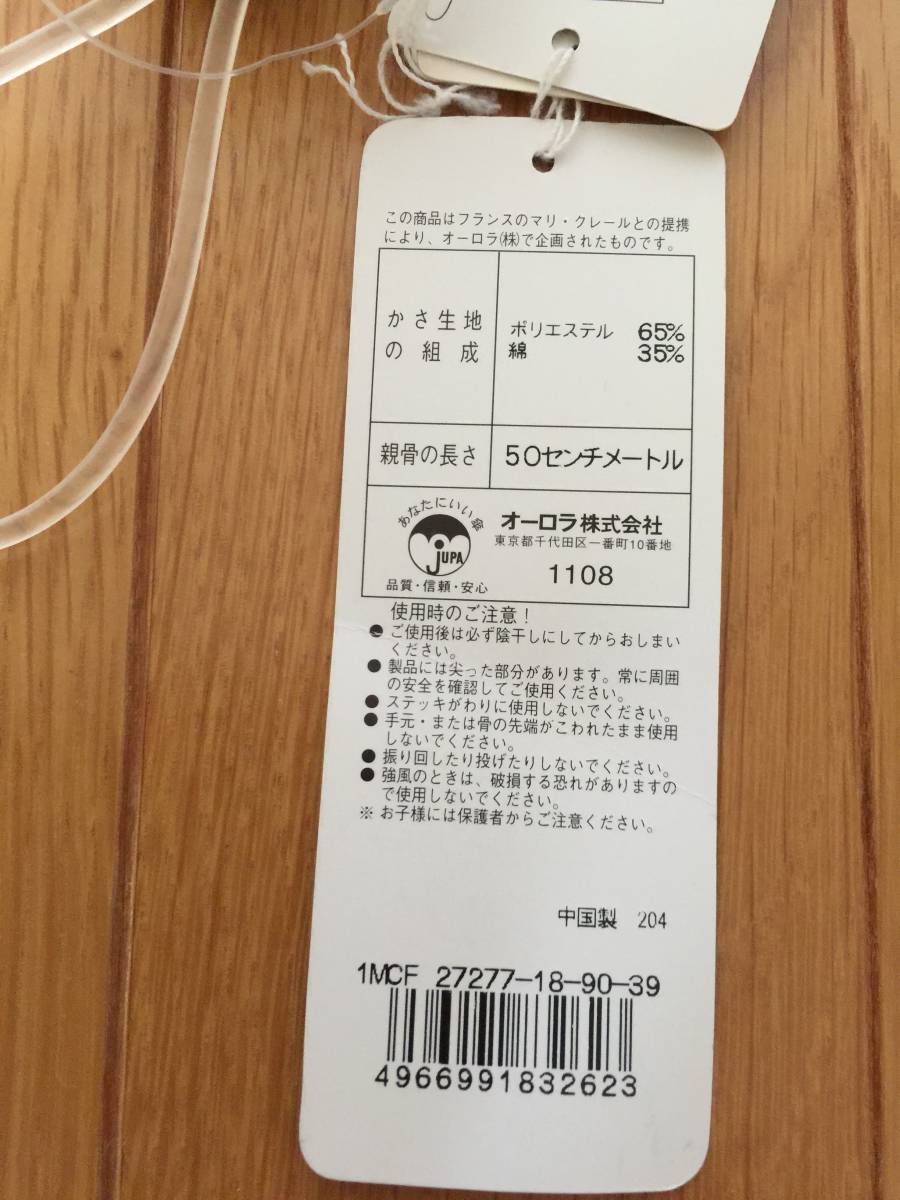 この商品はフランスのマリ・クレールとの提携
により、オーロラ㈱で企画されたものです。
かさ生地
の組成
ポリエステル 65%
綿 35%
親骨の長さ
50センチメートル
あなたにいい傘
JUPA
品質・信頼・安心
オーロラ株式会社
東京都千代田区一番町10番地
1108
使用時のご注意!
● ご使用後は必ず陰干しにしてからおしまい
ください。
● 製品には尖った部分があります。常に周囲
の安全を確認してご使用ください。
● ステッキがわりに使用しないでください。
● 手元・または骨の先端がこわれたまま使用
しないでください。
● 振り回したり投げたりしないでください。
● 強風のときは、破損する恐れがありますの
で使用しないでください。
※ お子様には保護者からご注意ください。
中国製 204
1MCF 27277-18-90-39
4966991832623